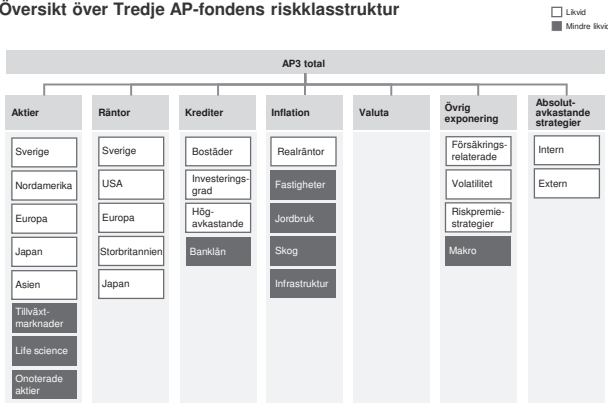 Översikt över Tredje AP-fondens riskklasstruktur
Likvid
Mindre likvid
AP3 total
Aktier
Sverige
Nordamerika
Europa
Japan
Asien
Tillväxt-
marknader
Life science
Onoterade
aktier
Räntor
Sverige
USA
Europa
Storbritannien
Japan
Krediter
Bostäder
Investerings-
grad
Hög-
avkastande
Banklån
Inflation
Realräntor
Fastigheter
Jordbruk
Skog
Infrastruktur
Valuta
Övrig
exponering
Försäkrings-
relaterade
Volatilitet
Riskpremie-
strategier
Makro
Absolut-
avkastande
strategier
Intern
Extern